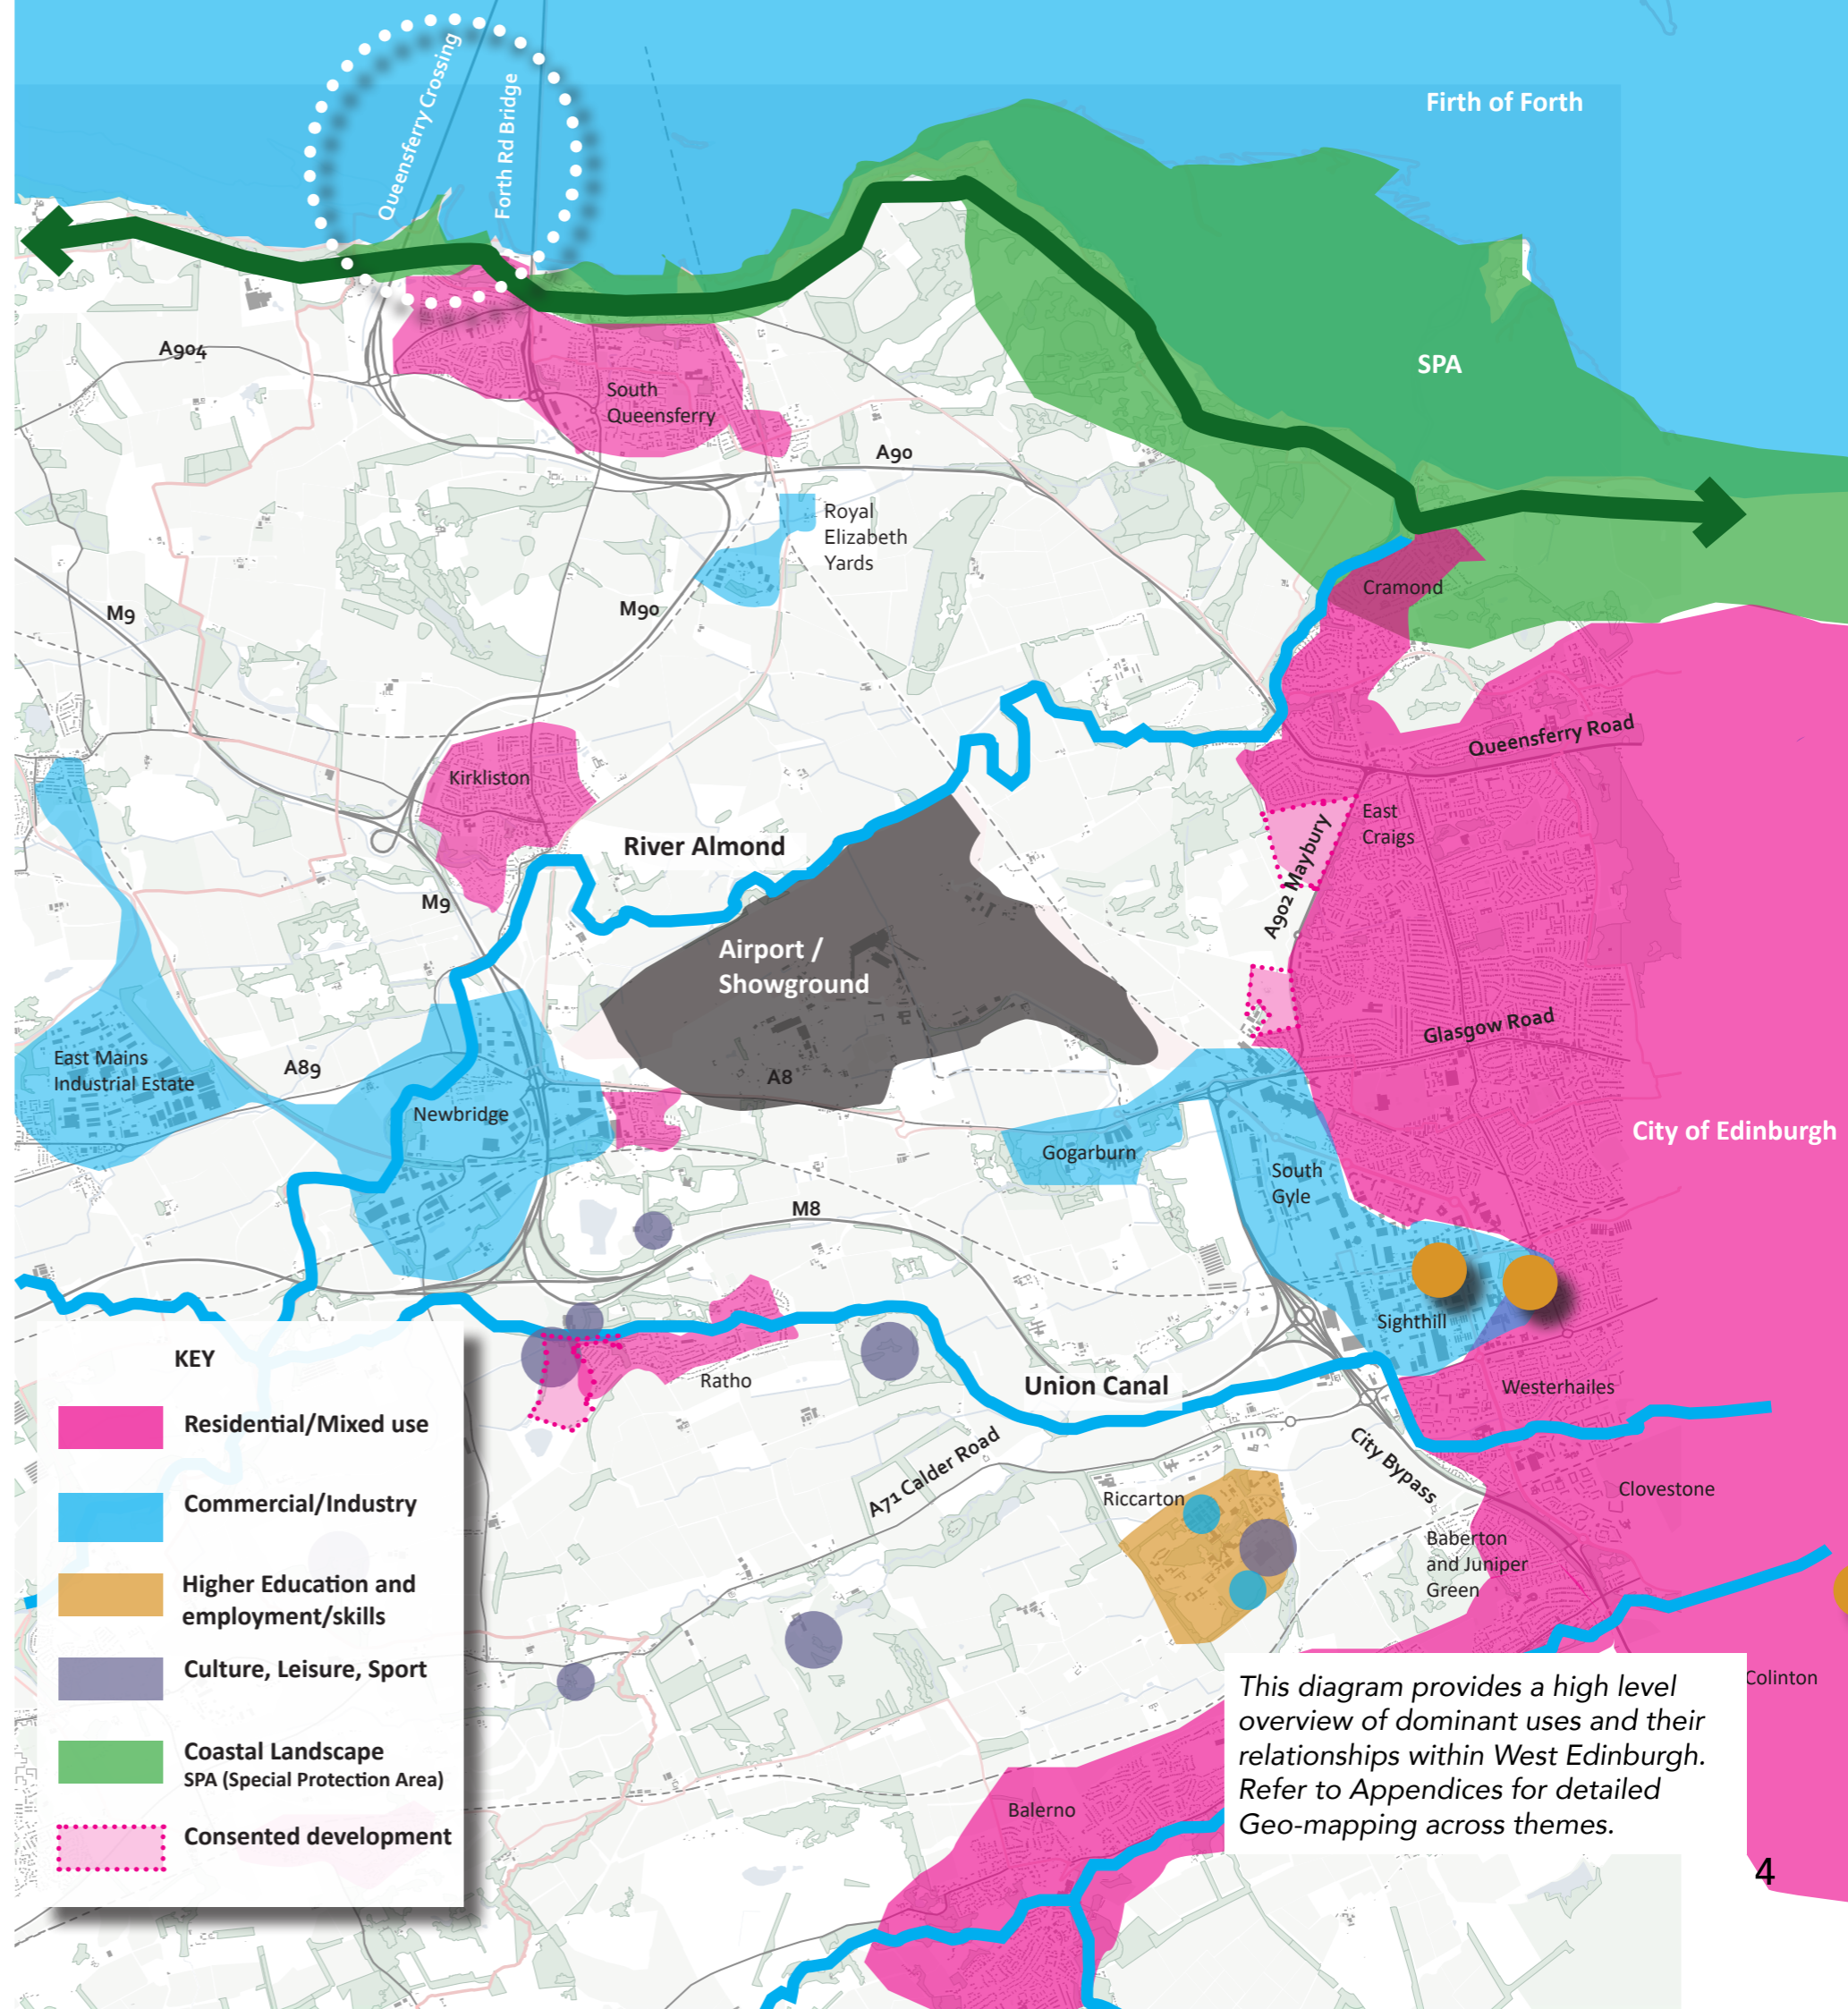 Queensferry Crossing
Forth Rd Bridge
Firth of Forth
A904
SPA
South
Queensferry
A90
Royal
Elizabeth
Yards
Cramond
M9
M90
Queensferry Road
Kirkliston
East
Craigs
River Almond
A902 Maybury
M9
Airport /
Showground
Glasgow Road
East Mains
Industrial Estate
A89
A8
Newbridge
City of Edinburgh
Gogarburn
South
Gyle
M8
Sighthill
Ratho
Union Canal
Westerhailes
A71 Calder Road
City Bypass
Riccarton
Clovestone
Baberton
and Juniper
Green
Colinton
Balerno
KEY
Residential/Mixed use
Commercial/Industry
Higher Education and
employment/skills
Culture, Leisure, Sport
Coastal Landscape
SPA (Special Protection Area)
Consented development
This diagram provides a high level
overview of dominant uses and their
relationships within West Edinburgh.
Refer to Appendices for detailed
Geo-mapping across themes.
4